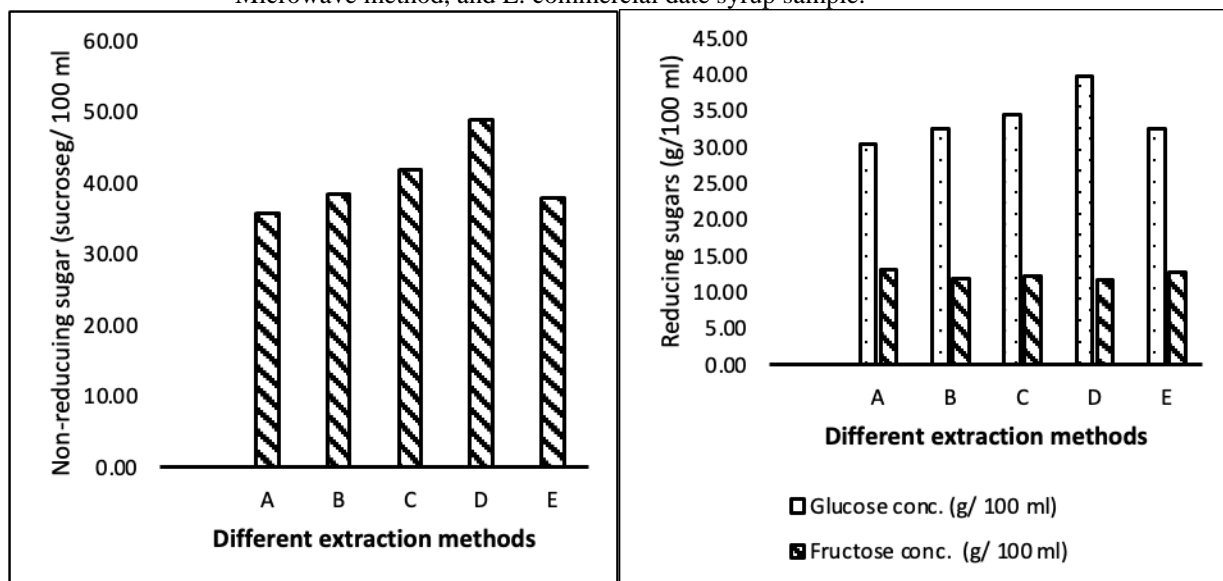 Microwave method, and E. commercial date syrup sample.
Non-reducuing sugar (sucroseg/ 100 ml
60.00
50.00
40.00
30.00
20.00
10.00
0.00
A B C D E
Different extraction methods
Reducing sugars (g/100 ml)
45.00
40.00
35.00
30.00
25.00
20.00
15.00
10.00
5.00
0.00
A B C D E
Different extraction methods
Glucose conc. (g/ 100 ml)
Fructose conc. (g/ 100 ml)